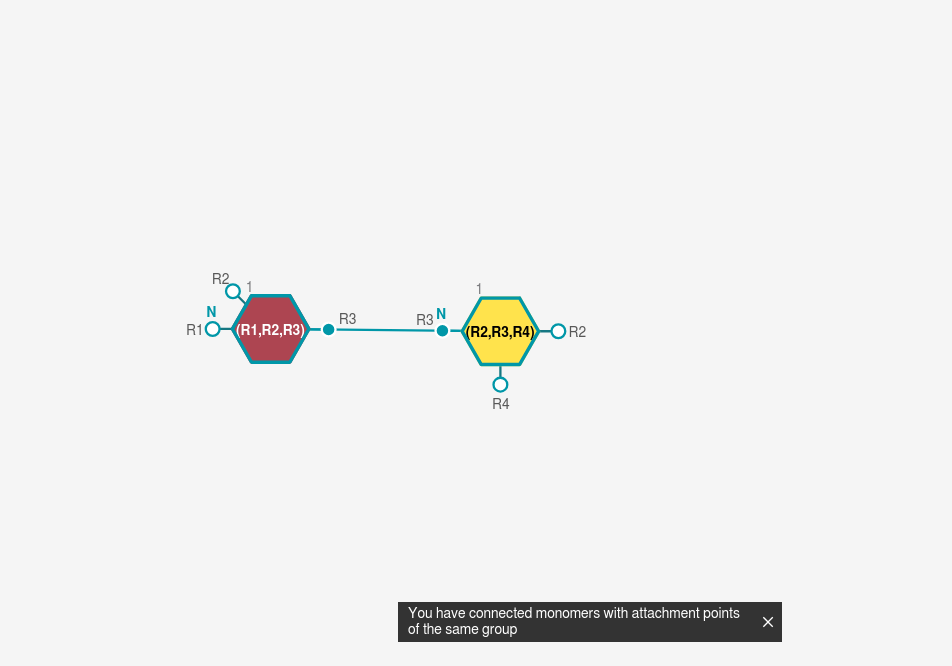 R2
1
N
R1
(R1,R2,R3)
R3
1
R3
N
(R2,R3,R4)
R2
R4
You have connected monomers with attachment points
of the same group